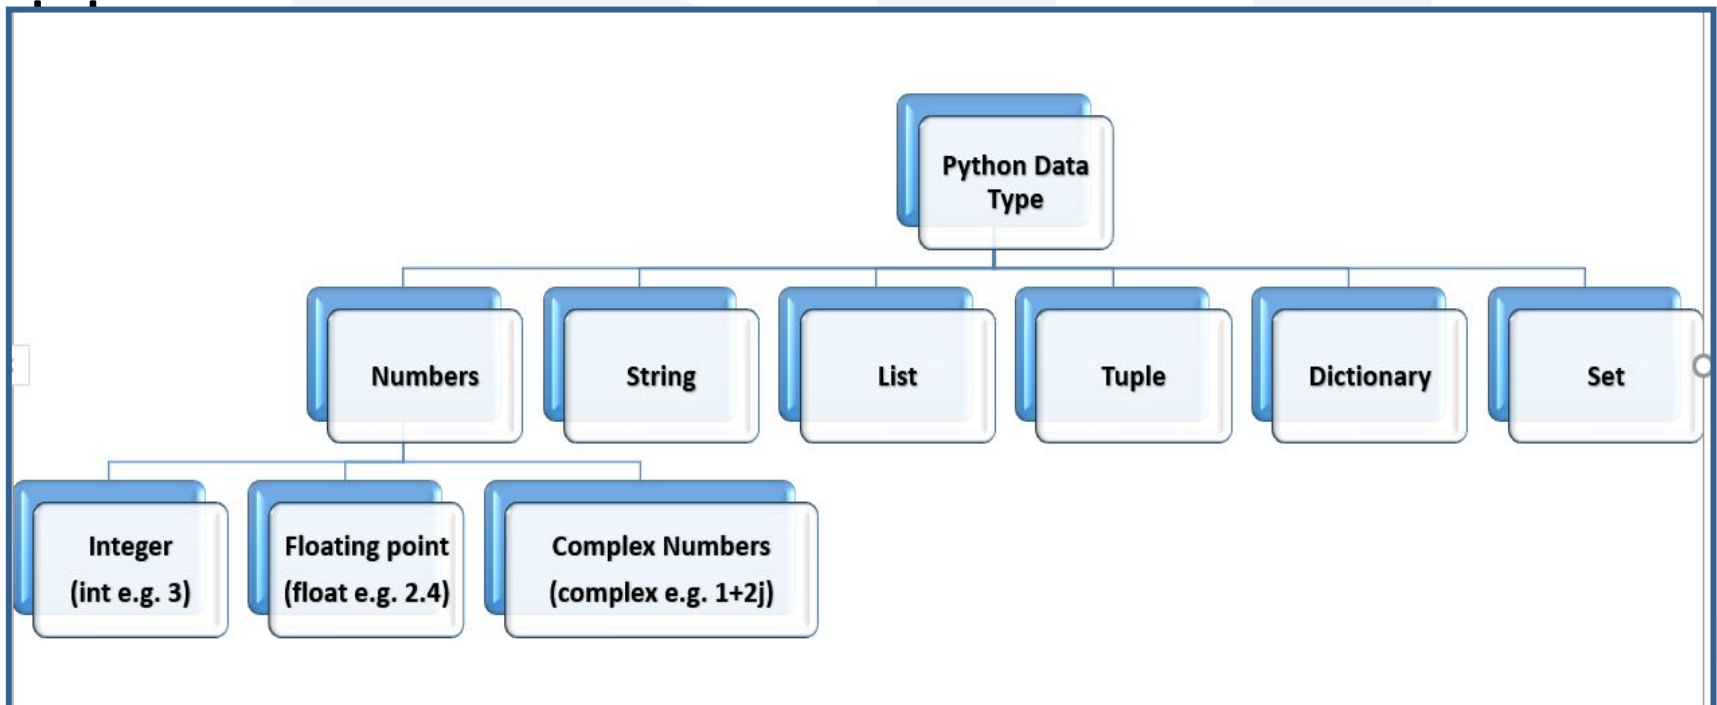 Python Data
Type
Numbers
String
List
Tuple
Dictionary
Set
Integer
(int e.g. 3)
Floating point
(float e.g. 2.4)
Complex Numbers
(complex e.g. 1+2j)